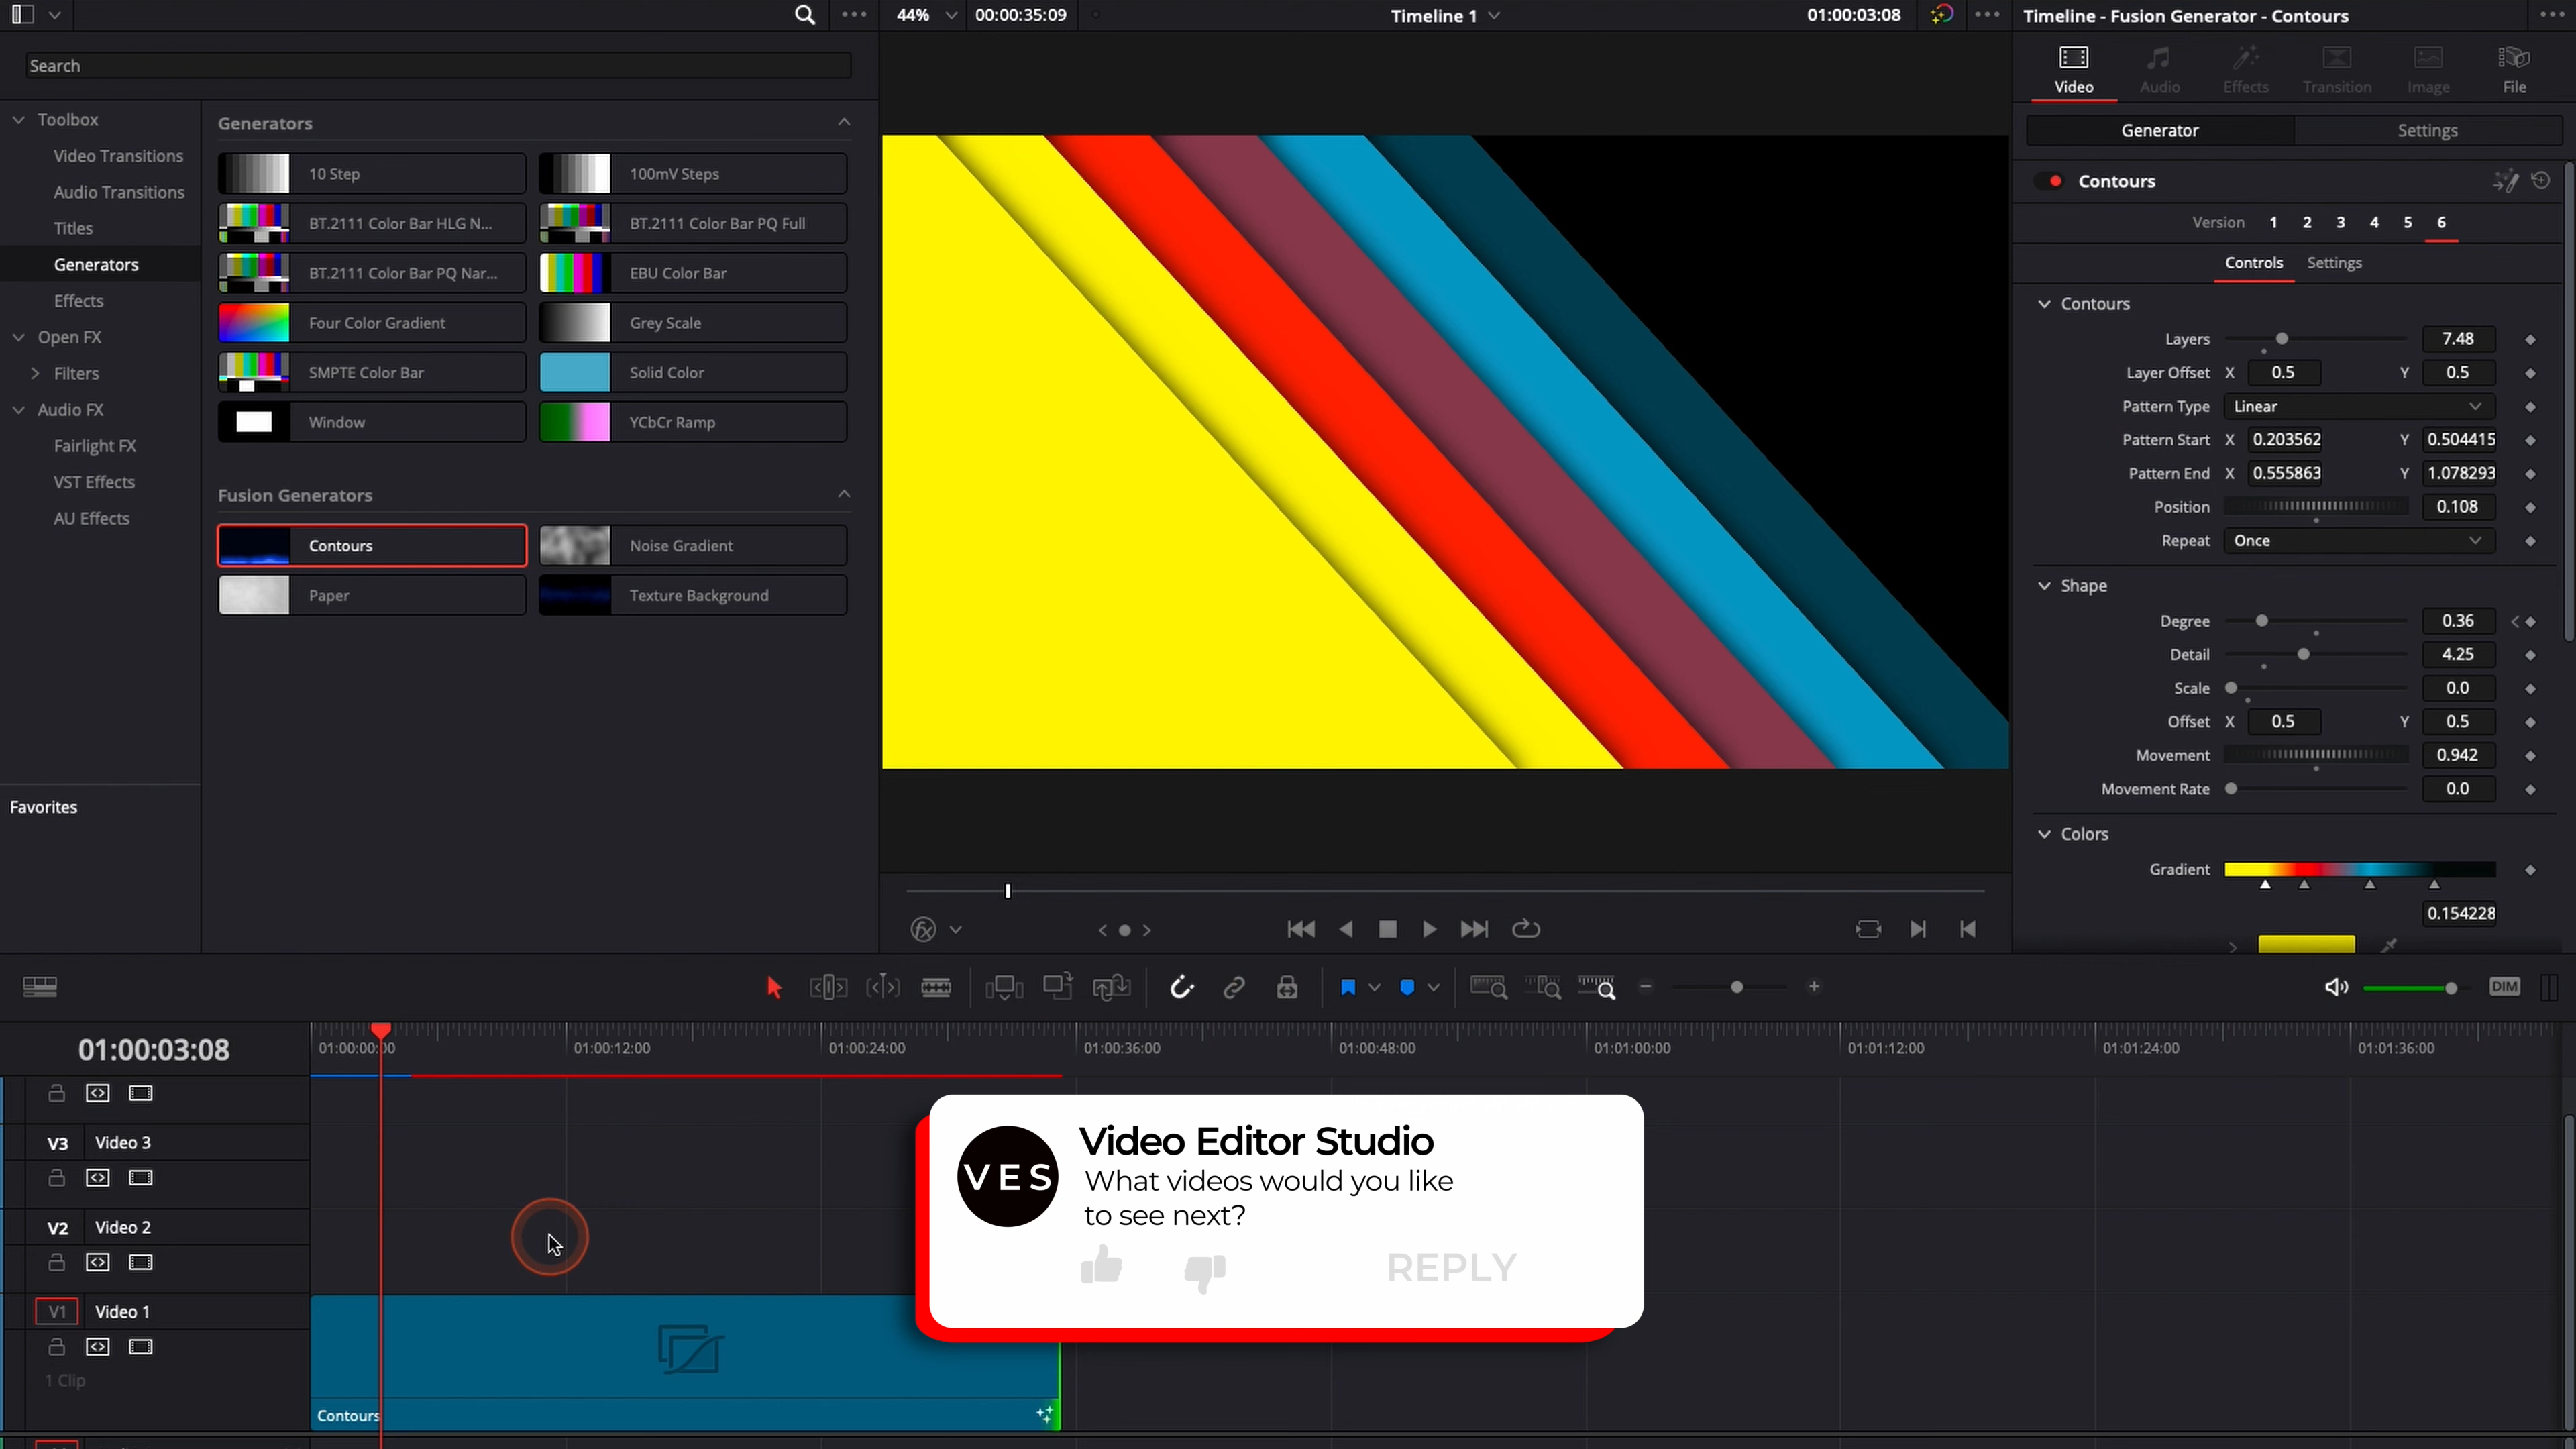 44%
00:00:35:09
Timeline 1
01:00:03:08
Timeline - Fusion Generator - Contours
Search
Video
Audio
Effects
Transition
Image
File
Toolbox
Video Transitions
Audio Transitions
Titles
Generators
Effects
Open FX
Filters
Audio FX
Fairlight FX
VST Effects
AU Effects
Favorites
Generators
10 Step
100mV Steps
BT.2111 Color Bar HLG N...
BT.2111 Color Bar PQ Full
BT.2111 Color Bar PQ Nar...
EBU Color Bar
Four Color Gradient
Grey Scale
SMPTE Color Bar
Solid Color
Window
YCbCr Ramp
Fusion Generators
Contours
Noise Gradient
Paper
Texture Background
Generator
Settings
Contours
Version 1 2 3 4 5 6
Controls
Settings
Contours
Layers 7.48
Layer Offset X 0.5 Y 0.5
Pattern Type Linear
Pattern Start X 0.203562 Y 0.504415
Pattern End X 0.555863 Y 1.078293
Position 0.108
Repeat Once
Shape
Degree 0.36
Detail 4.25
Scale 0.0
Offset X 0.5 Y 0.5
Movement 0.942
Movement Rate 0.0
Colors
Gradient
0.154228
fx
DIM
01:00:03:08
01:00:00:00
01:00:12:00
01:00:24:00
01:00:36:00
01:00:48:00
01:01:00:00
01:01:12:00
01:01:24:00
01:01:36:00
V3 Video 3
V2 Video 2
V1 Video 1
1 Clip
Contours
VES
Video Editor Studio
What videos would you like
to see next?
REPLY